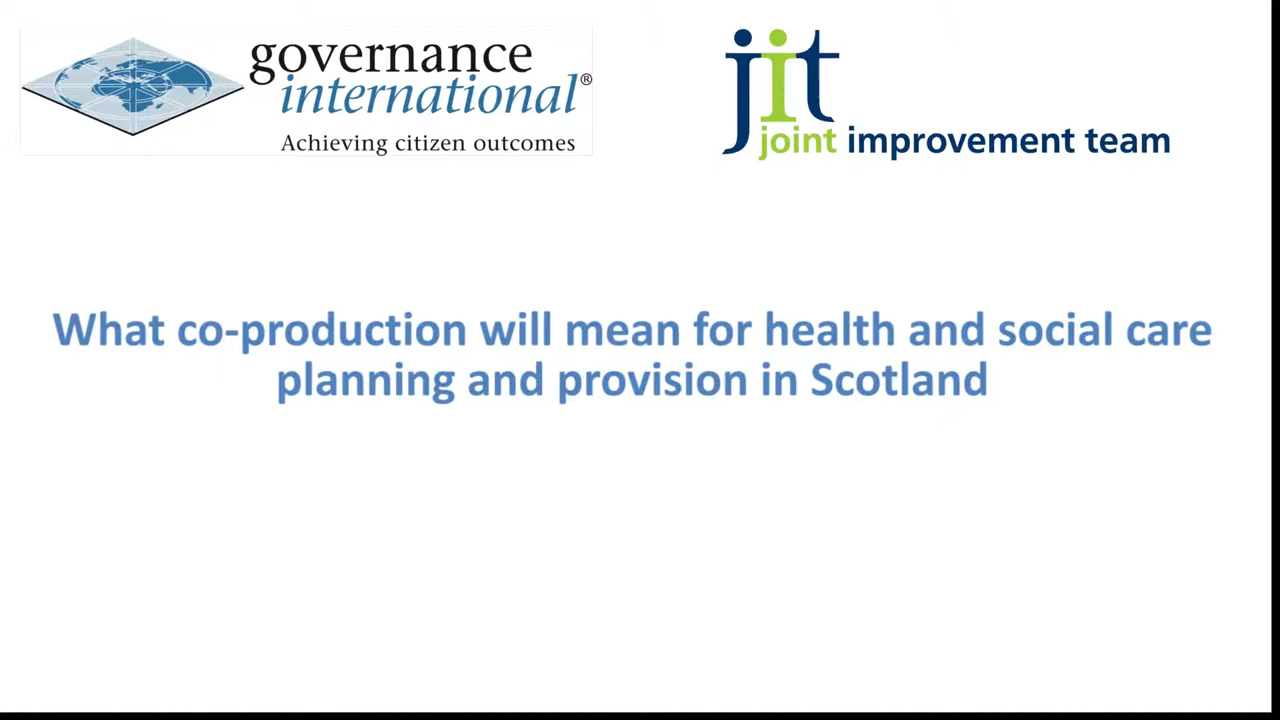 governance
international®
Achieving citizen outcomes
jit
joint improvement team
What co-production will mean for health and social care
planning and provision in Scotland